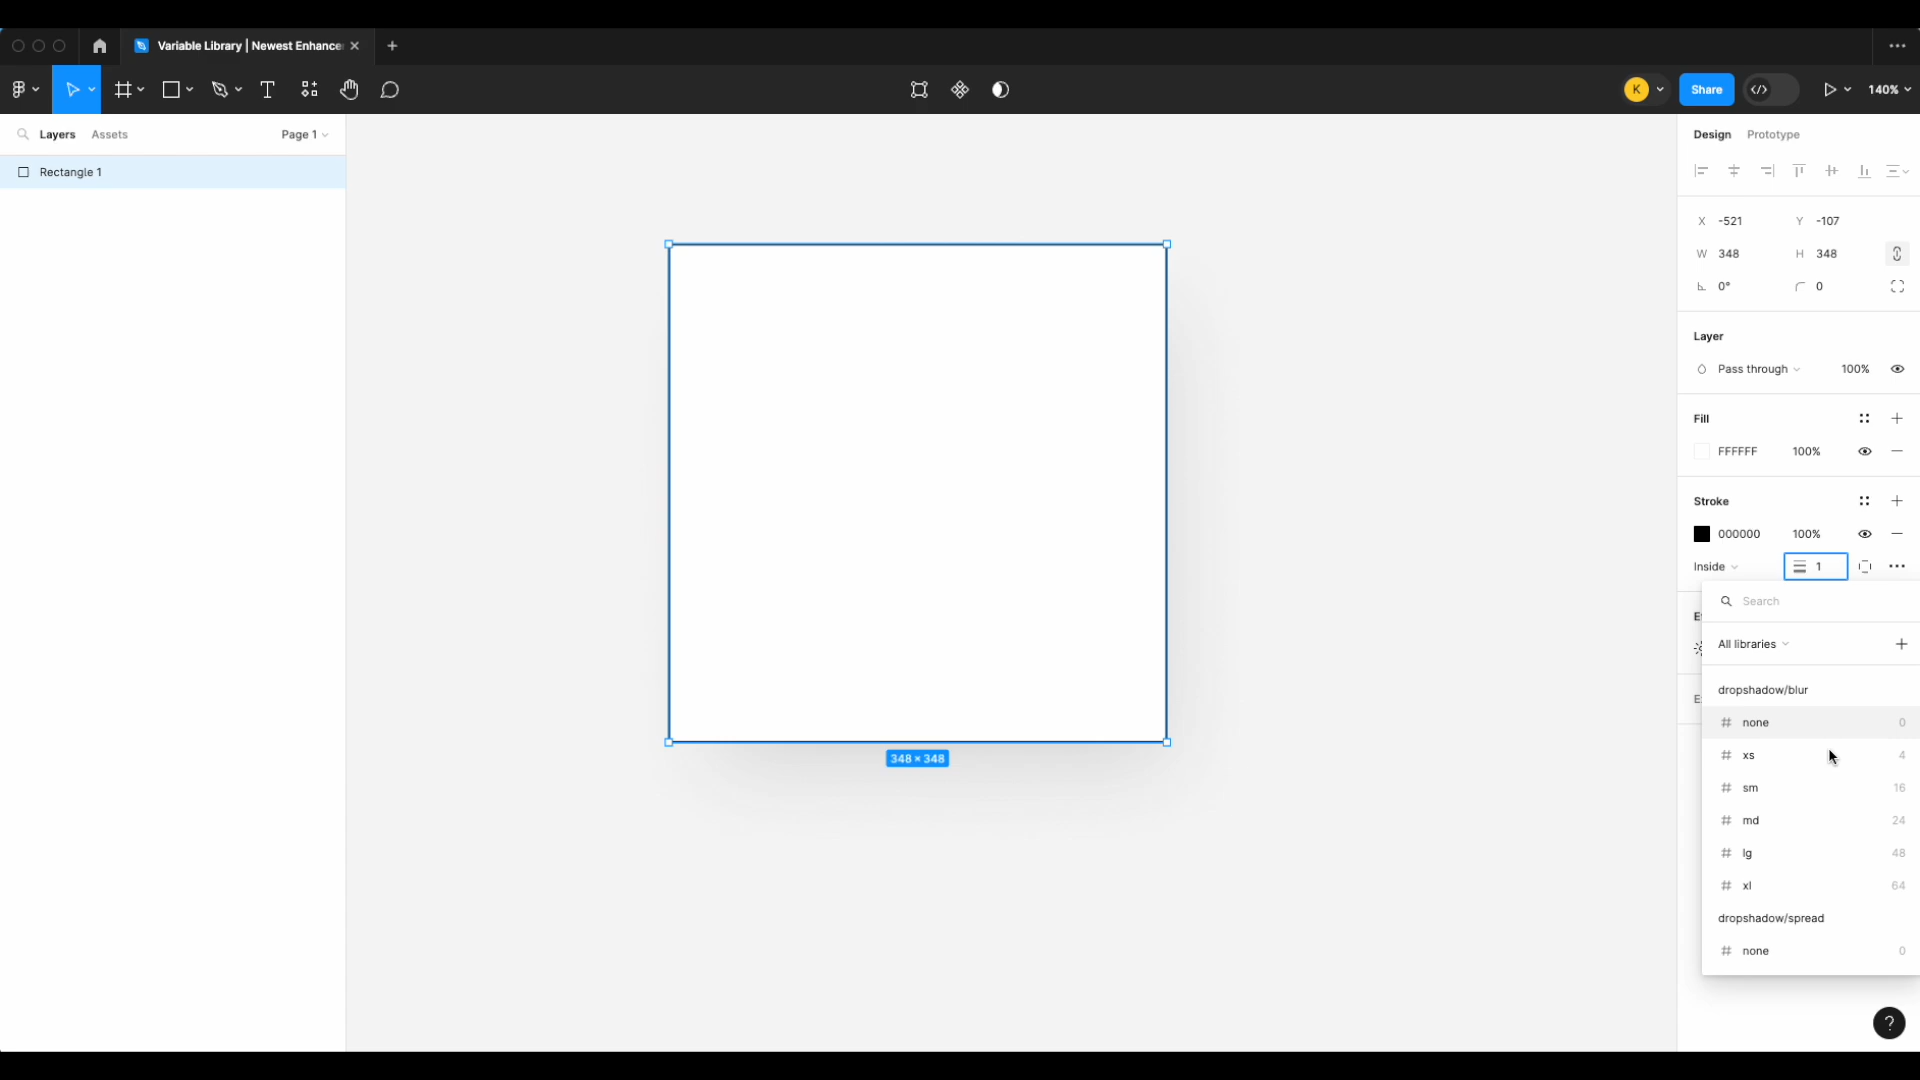 Variable Library | Newest Enhance
K
Share
140%
Layers
Assets
Page 1
Rectangle 1
348 × 348
Design
Prototype
X -521
Y -107
W 348
H 348
0°
0
Layer
Pass through
100%
Fill
FFFFFF 100%
Stroke
000000 100%
Inside
1
Search
All libraries
dropshadow/blur
none 0
xs 4
sm 16
md 24
lg 48
xl 64
dropshadow/spread
none 0
?